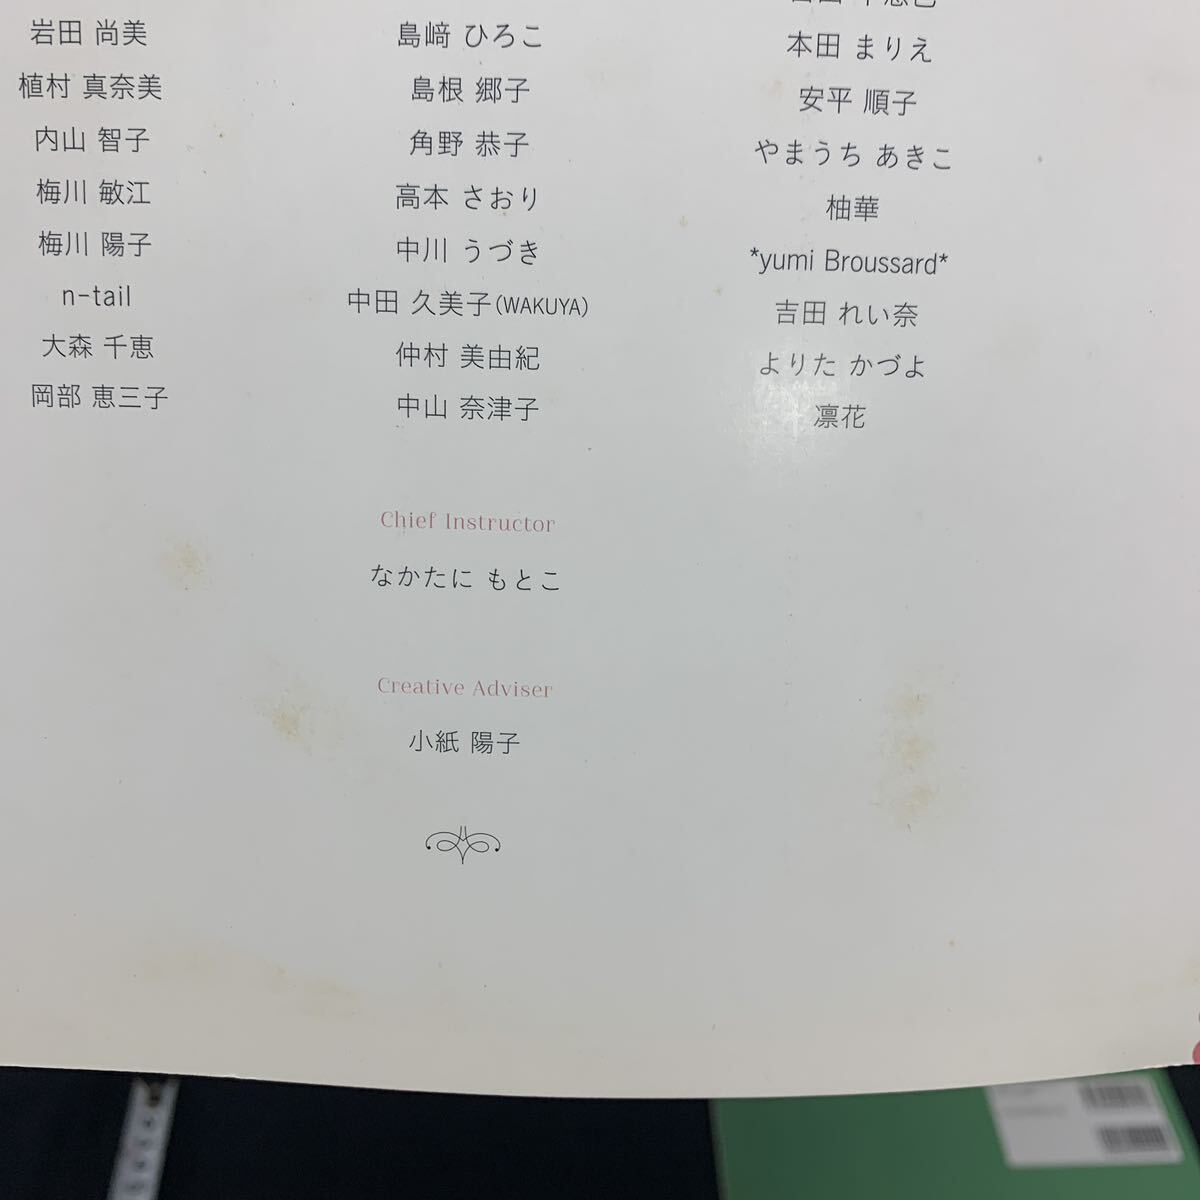 岩田 尚美
植村 真奈美
内山 智子
梅川 敏江
梅川 陽子
n-tail
大森 千恵
岡部 恵三子
島﨑 ひろこ
島根 郷子
角野 恭子
高本 さおり
中川 うづき
中田 久美子(WAKUYA)
仲村 美由紀
中山 奈津子
本田 まりえ
安平 順子
やまうち あきこ
柚華
*yumi Broussard*
吉田 れい奈
よりた かづよ
凛花
Chief Instructor
なかたに もとこ
Creative Adviser
小紙 陽子